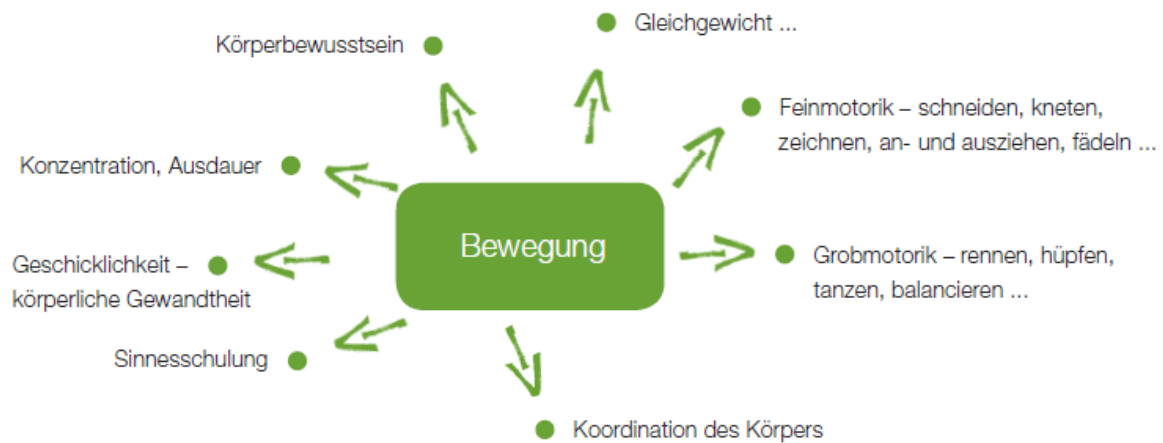 Gleichgewicht ...
Körperbewusstsein
Feinmotorik – schneiden, kneten,
zeichnen, an- und ausziehen, fädeln ...
Konzentration, Ausdauer
Bewegung
Grobmotorik – rennen, hüpfen,
tanzen, balancieren ...
Geschicklichkeit –
körperliche Gewandtheit
Sinnesschulung
Koordination des Körpers